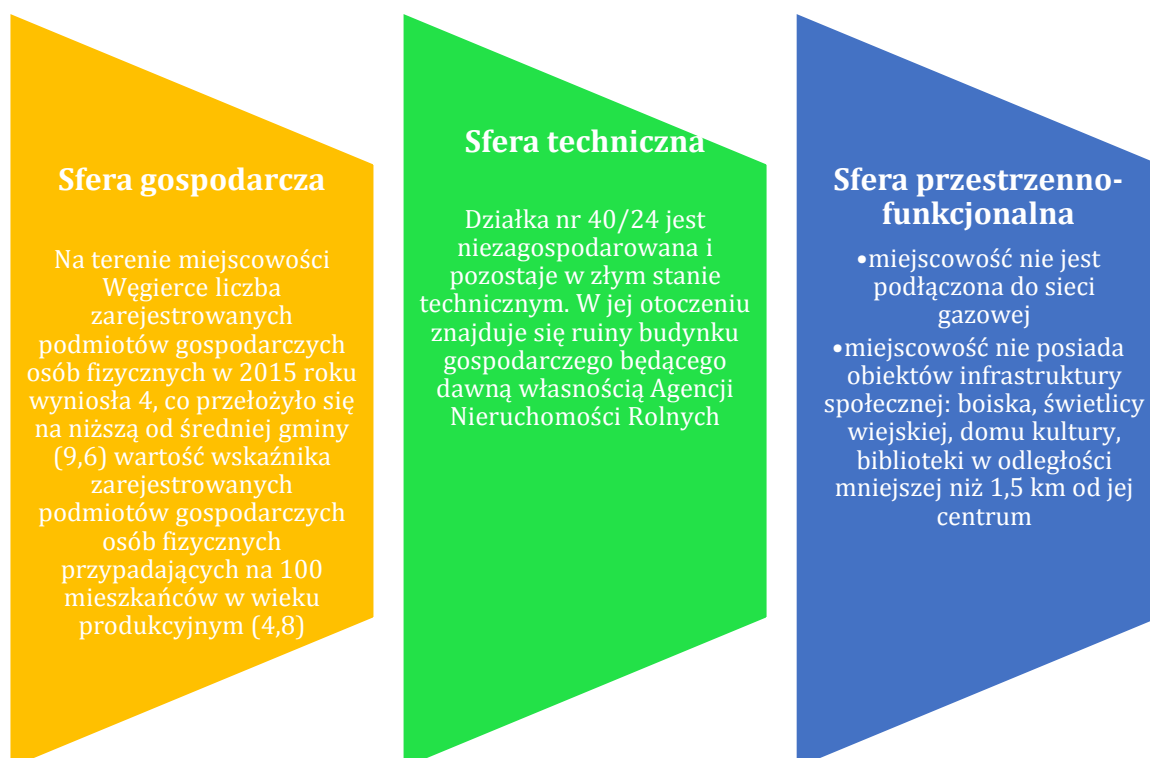 Sfera gospodarcza
Na terenie miejscowości
Węgierce liczba
zarejestrowanych
podmiotów gospodarczych
osób fizycznych w 2015 roku
wyniosła 4, co przełożyło się
na niższą od średniej gminy
(9,6) wartość wskaźnika
zarejestrowanych
podmiotów gospodarczych
osób fizycznych
przypadających na 100
mieszkańców w wieku
produkcyjnym (4,8)
Sfera techniczna
Działka nr 40/24 jest
niezagospodarowana i
pozostaje w złym stanie
technicznym. W jej otoczeniu
znajduje się ruiny budynku
gospodarczego będącego
dawną własnością Agencji
Nieruchomości Rolnych
Sfera przestrzenno-
funkcjonalna
•miejscowość nie jest
podłączona do sieci
gazowej
•miejscowość nie posiada
obiektów infrastruktury
społecznej: boiska, świetlicy
wiejskiej, domu kultury,
biblioteki w odległości
mniejszej niż 1,5 km od jej
centrum